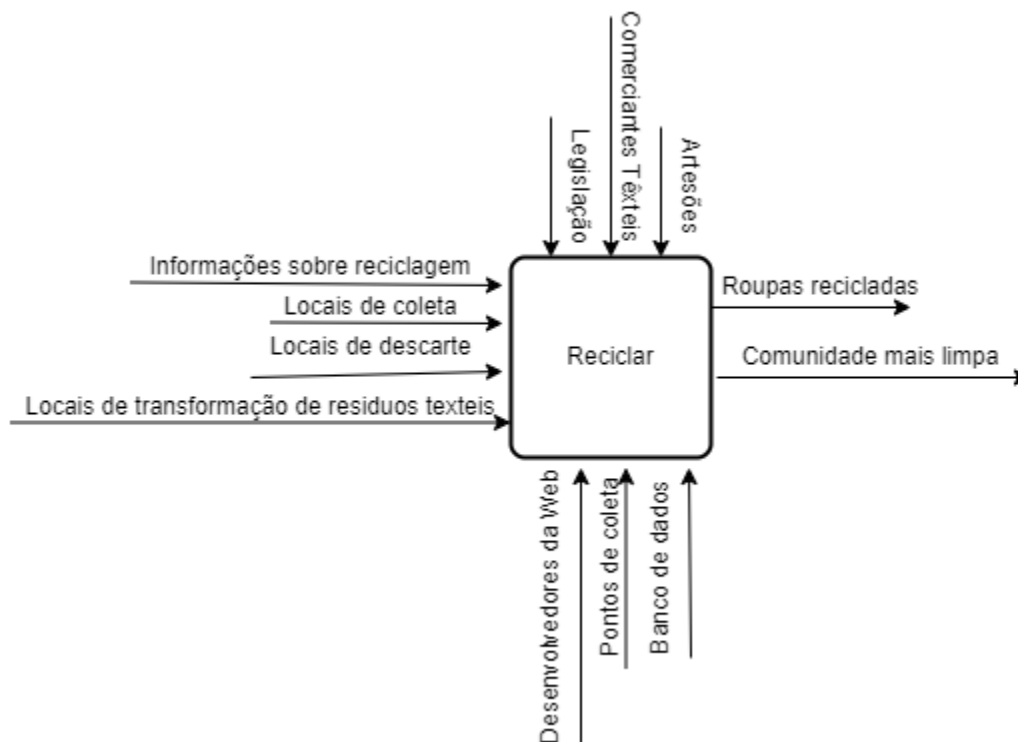 Legislação
Comerciantes Têxteis
Artesões
Informações sobre reciclagem
Locais de coleta
Locais de descarte
Locais de transformação de residuos texteis
Reciclar
Roupas recicladas
Comunidade mais limpa
Desenvolvedores da Web
Pontos de coleta
Banco de dados